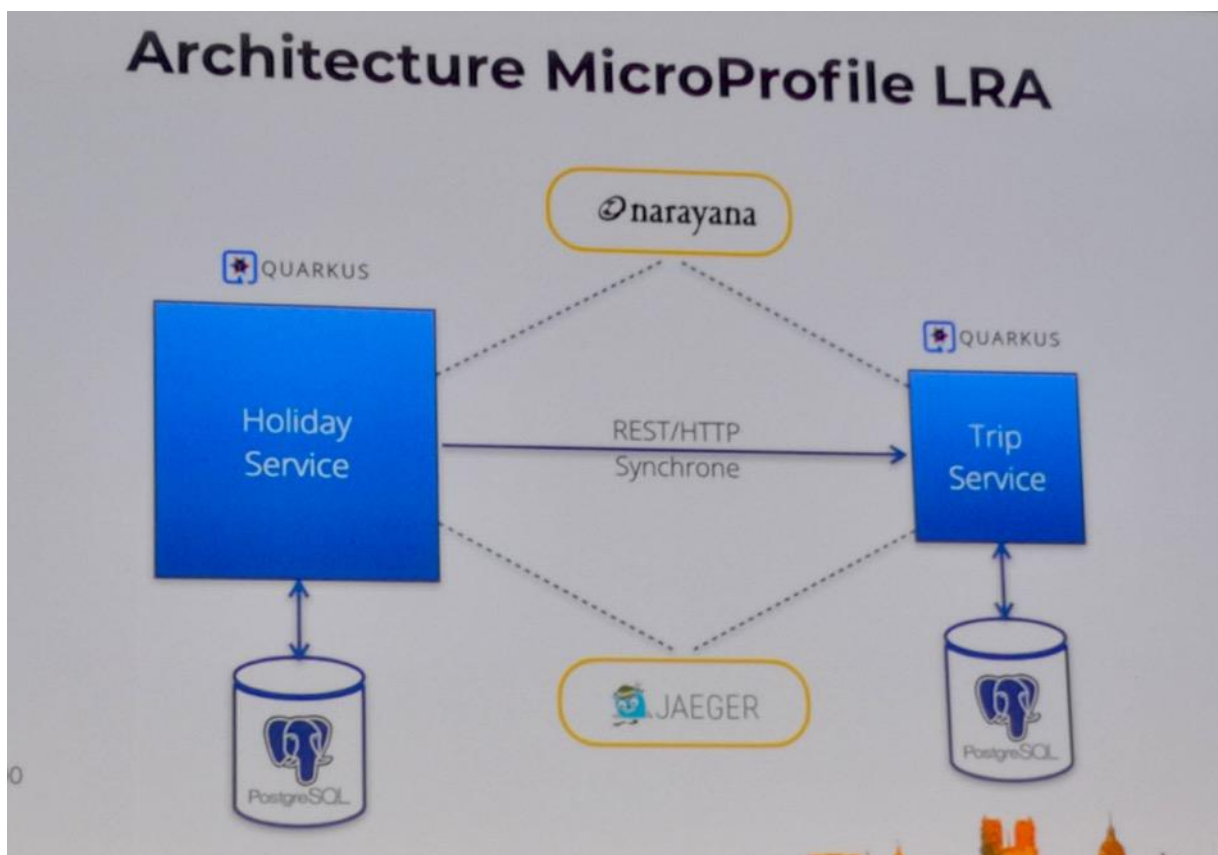 Architecture MicroProfile LRA
narayana
QUARKUS
QUARKUS
Holiday
Service
REST/HTTP
Synchrone
Trip
Service
JAEGER
PostgreSQL
PostgreSQL